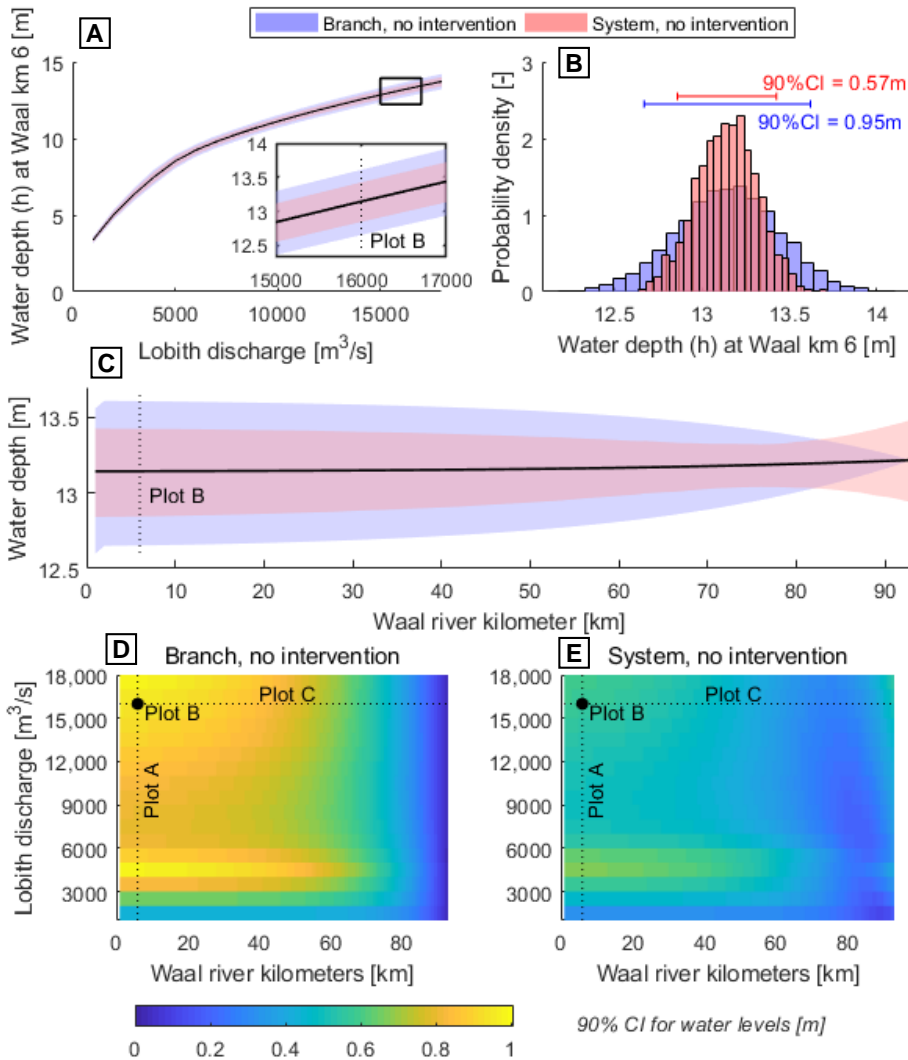 Branch, no intervention
System, no intervention
A
Water depth (h) at Waal km 6 [m]
15
10
5
0
14
13.5
13
12.5
Plot B
15000
16000
17000
0
5000
10000
15000
Lobith discharge [m³/s]
B
Probability density [-]
3
2
1
0
90%CI = 0.57m
90%CI = 0.95m
12.5
13
13.5
14
Water depth (h) at Waal km 6 [m]
C
Water depth [m]
13.5
13
12.5
Plot B
0
10
20
30
40
50
60
70
80
90
Waal river kilometer [km]
D
Branch, no intervention
Lobith discharge [m³/s]
18,000
15,000
12,000
9000
6000
3000
Plot C
Plot B
Plot A
0
20
40
60
80
Waal river kilometers [km]
E
System, no intervention
18,000
15,000
12,000
9000
6000
3000
Plot C
Plot B
Plot A
0
20
40
60
80
Waal river kilometers [km]
0
0.2
0.4
0.6
0.8
1
90% CI for water levels [m]